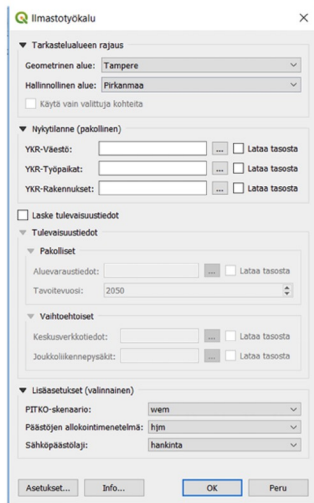 Ilmastotyökalu
Tarkastelualueen rajaus
Geometrinen alue: Tampere
Hallinnollinen alue: Pirkanmaa
Käytä vain valittuja kohteita
Nykytilanne (pakollinen)
YKR-Väestö: ... Lataa tasosta
YKR-Työpaikat: ... Lataa tasosta
YKR-Rakennukset: ... Lataa tasosta
Laske tulevaisuustiedot
Tulevaisuustiedot
Pakolliset
Aluevaraustiedot: ... Lataa tasosta
Tavoitevuosi: 2050
Vaihtoehtoiset
Keskusverkkotiedot: ... Lataa tasosta
Joukkoliikennepysäkit: ... Lataa tasosta
Lisäasetukset (valinnainen)
PITKO-skenaario: wem
Päästöjen allokointimenetelmä: hjm
Sähköpäästölaji: hankinta
Asetukset... Info... OK Peru